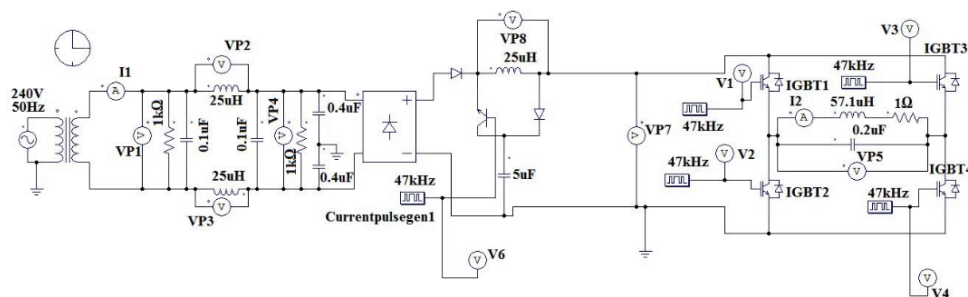 240V
50Hz
I1
VP1
1kΩ
0.1uF
VP2
25uH
25uH
VP3
0.1uF
VP4
1kΩ
0.4uF
0.4uF
47kHz
Currentpulsegen1
V6
VP8
25uH
5uF
VP7
V1
47kHz
47kHz
V2
IGBT1
IGBT2
V3
47kHz
IGBT3
I2
57.1uH
1Ω
0.2uF
VP5
47kHz
IGBT4
V4